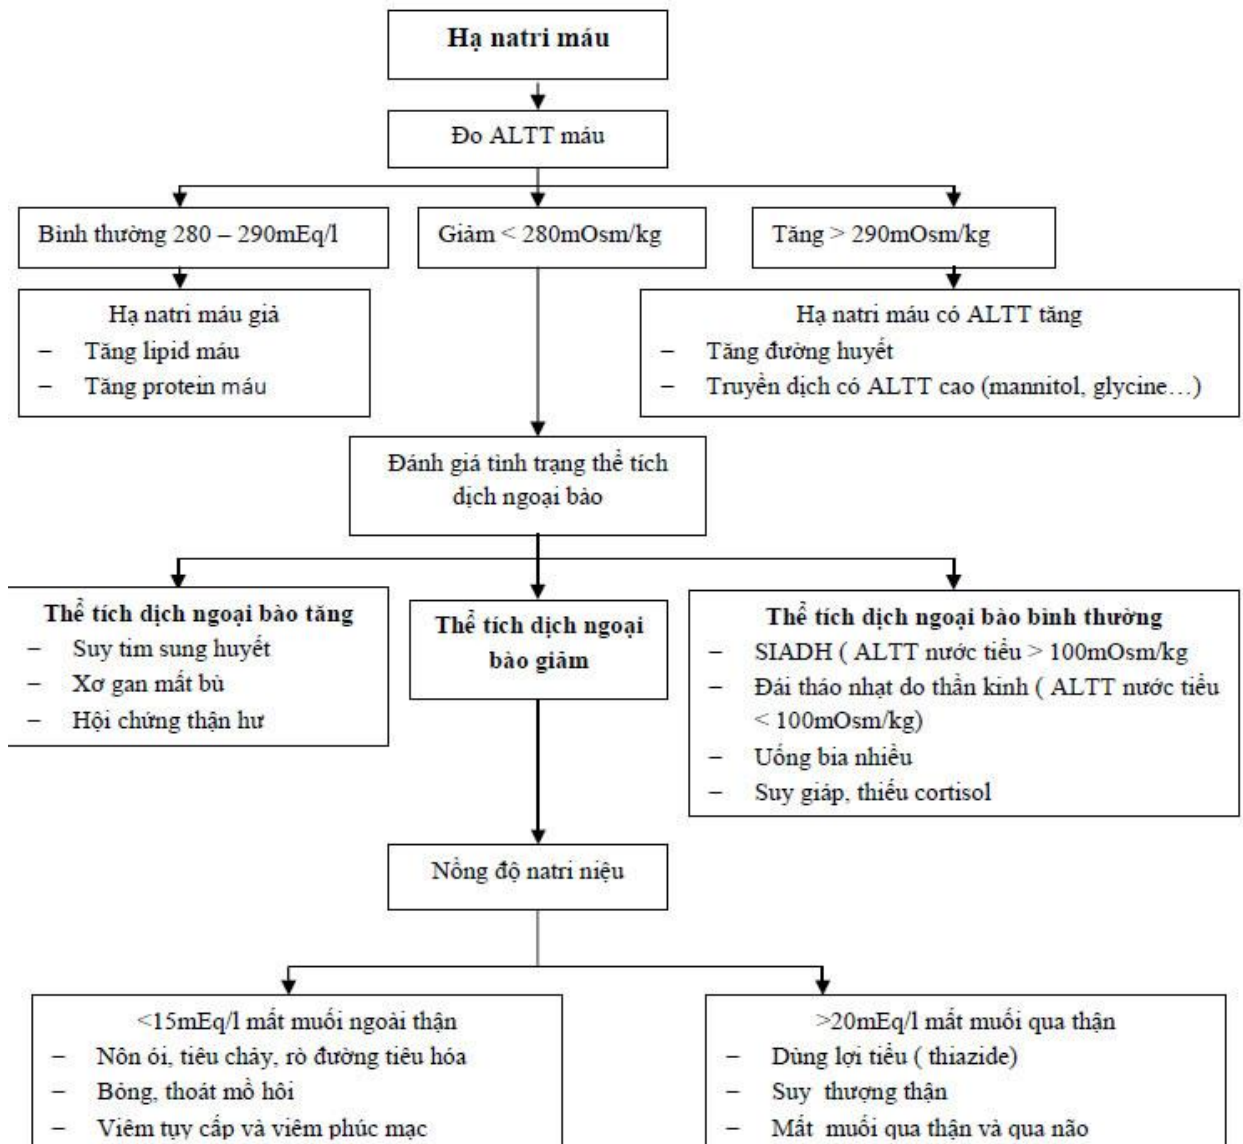 Hạ natri máu
Đo ALTT máu
Bình thường 280 – 290mEq/l
Giảm < 280mOsm/kg
Tăng > 290mOsm/kg
Hạ natri máu giả
– Tăng lipid máu
– Tăng protein máu
Hạ natri máu có ALTT tăng
– Tăng đường huyết
– Truyền dịch có ALTT cao (mannitol, glycine…)
Đánh giá tình trạng thể tích
dịch ngoại bào
Thể tích dịch ngoại bào tăng
– Suy tim sung huyết
– Xơ gan mất bù
– Hội chứng thận hư
Thể tích dịch ngoại
bào giảm
Thể tích dịch ngoại bào bình thường
– SIADH ( ALTT nước tiểu > 100mOsm/kg
– Đái tháo nhạt do thần kinh ( ALTT nước tiểu
< 100mOsm/kg)
– Uống bia nhiều
– Suy giáp, thiếu cortisol
Nồng độ natri niệu
<15mEq/l mất muối ngoài thận
– Nôn ói, tiêu chảy, rò đường tiêu hóa
– Bỏng, thoát mồ hôi
– Viêm tụy cấp và viêm phúc mạc
>20mEq/l mất muối qua thận
– Dùng lợi tiểu ( thiazide)
– Suy thượng thận
– Mất muối qua thận và qua não